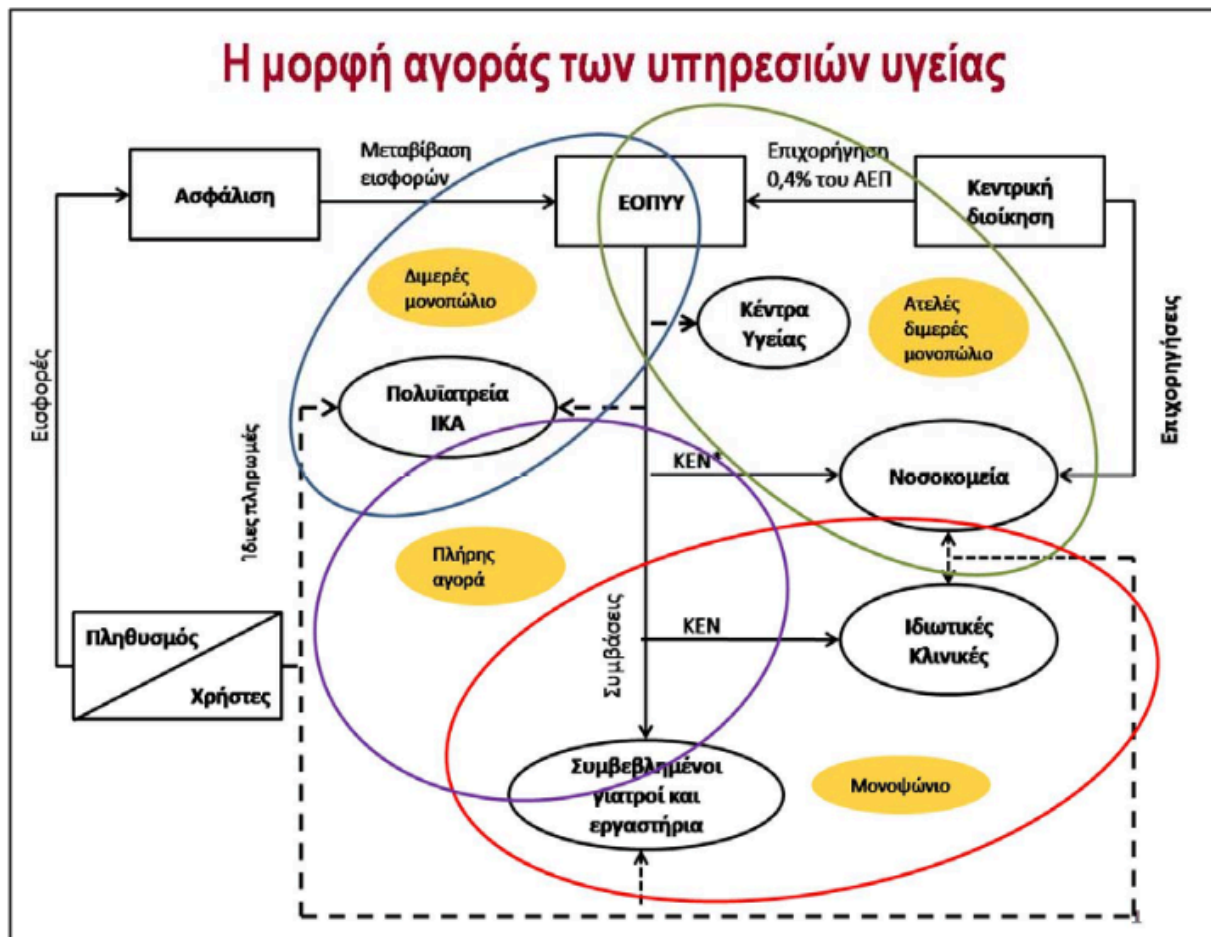 Η μορφή αγοράς των υπηρεσιών υγείας
Μεταβίβαση
εισφορών
Επιχορήγηση
0,4% του ΑΕΠ
Ασφάλιση
ΕΟΠΥΥ
Κεντρική
διοίκηση
Διμερές
μονοπώλιο
Κέντρα
Υγείας
Ατελές
διμερές
μονοπώλιο
Εισφορές
Πολυϊατρεία
ΙΚΑ
Επιχορηγήσεις
ΚΕΝ*
Νοσοκομεία
Ίδιες πληρωμές
Πλήρης
αγορά
Πληθυσμός
Χρήστες
Συμβάσεις
ΚΕΝ
Ιδιωτικές
Κλινικές
Συμβεβλημένοι
γιατροί και
εργαστήρια
Μονοψώνιο
1